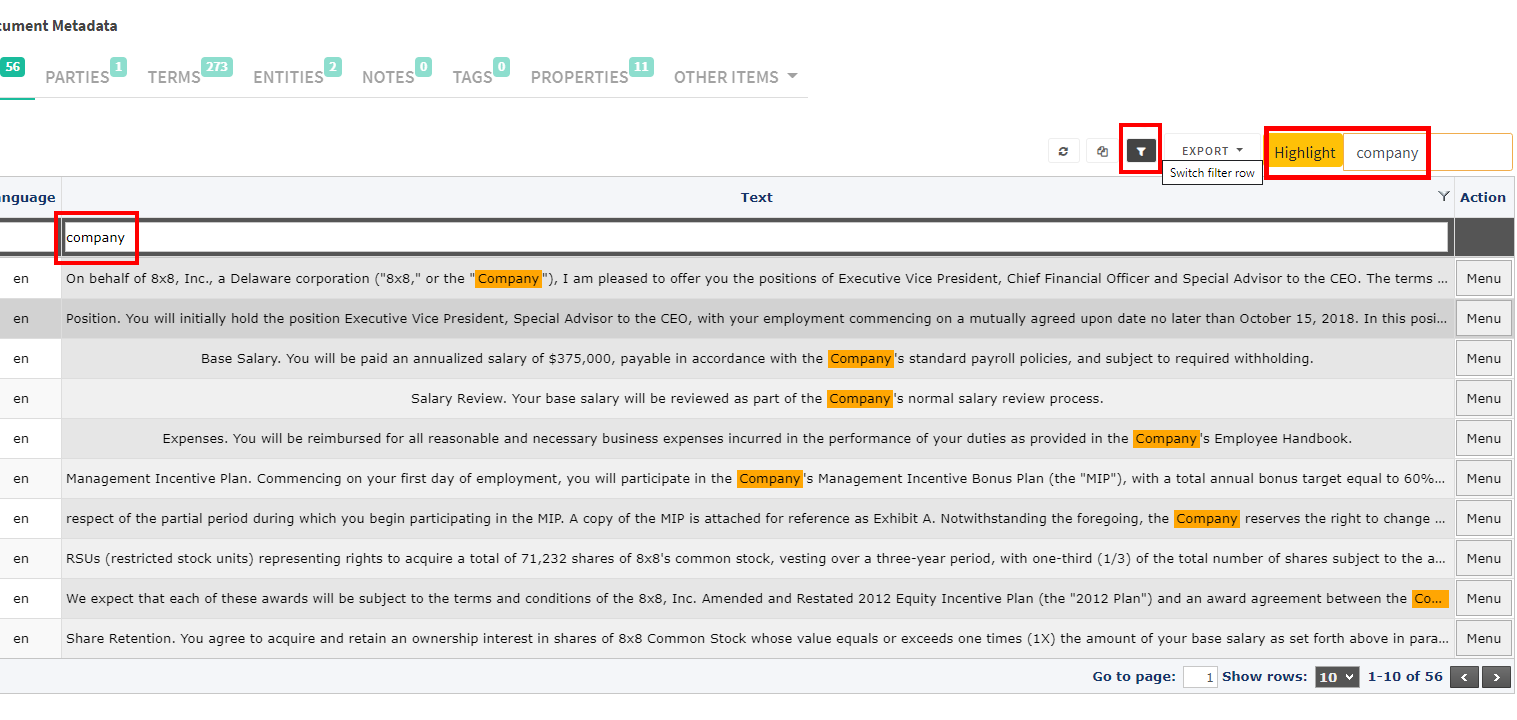 cument Metadata
56 PARTIES 1 TERMS 273 ENTITIES 2 NOTES 0 TAGS 0 PROPERTIES 11 OTHER ITEMS
EXPORT Highlight company
Switch filter row
nguage Text Action
company
en On behalf of 8x8, Inc., a Delaware corporation ("8x8," or the "Company"), I am pleased to offer you the positions of Executive Vice President, Chief Financial Officer and Special Advisor to the CEO. The terms ... Menu
en Position. You will initially hold the position Executive Vice President, Special Advisor to the CEO, with your employment commencing on a mutually agreed upon date no later than October 15, 2018. In this posi... Menu
en Base Salary. You will be paid an annualized salary of $375,000, payable in accordance with the Company's standard payroll policies, and subject to required withholding. Menu
en Salary Review. Your base salary will be reviewed as part of the Company's normal salary review process. Menu
en Expenses. You will be reimbursed for all reasonable and necessary business expenses incurred in the performance of your duties as provided in the Company's Employee Handbook. Menu
en Management Incentive Plan. Commencing on your first day of employment, you will participate in the Company's Management Incentive Bonus Plan (the "MIP"), with a total annual bonus target equal to 60%... Menu
en respect of the partial period during which you begin participating in the MIP. A copy of the MIP is attached for reference as Exhibit A. Notwithstanding the foregoing, the Company reserves the right to change ... Menu
en RSUs (restricted stock units) representing rights to acquire a total of 71,232 shares of 8x8's common stock, vesting over a three-year period, with one-third (1/3) of the total number of shares subject to the a... Menu
en We expect that each of these awards will be subject to the terms and conditions of the 8x8, Inc. Amended and Restated 2012 Equity Incentive Plan (the "2012 Plan") and an award agreement between the Co... Menu
en Share Retention. You agree to acquire and retain an ownership interest in shares of 8x8 Common Stock whose value equals or exceeds one times (1X) the amount of your base salary as set forth above in para... Menu
Go to page: 1 Show rows: 10 1-10 of 56 < >